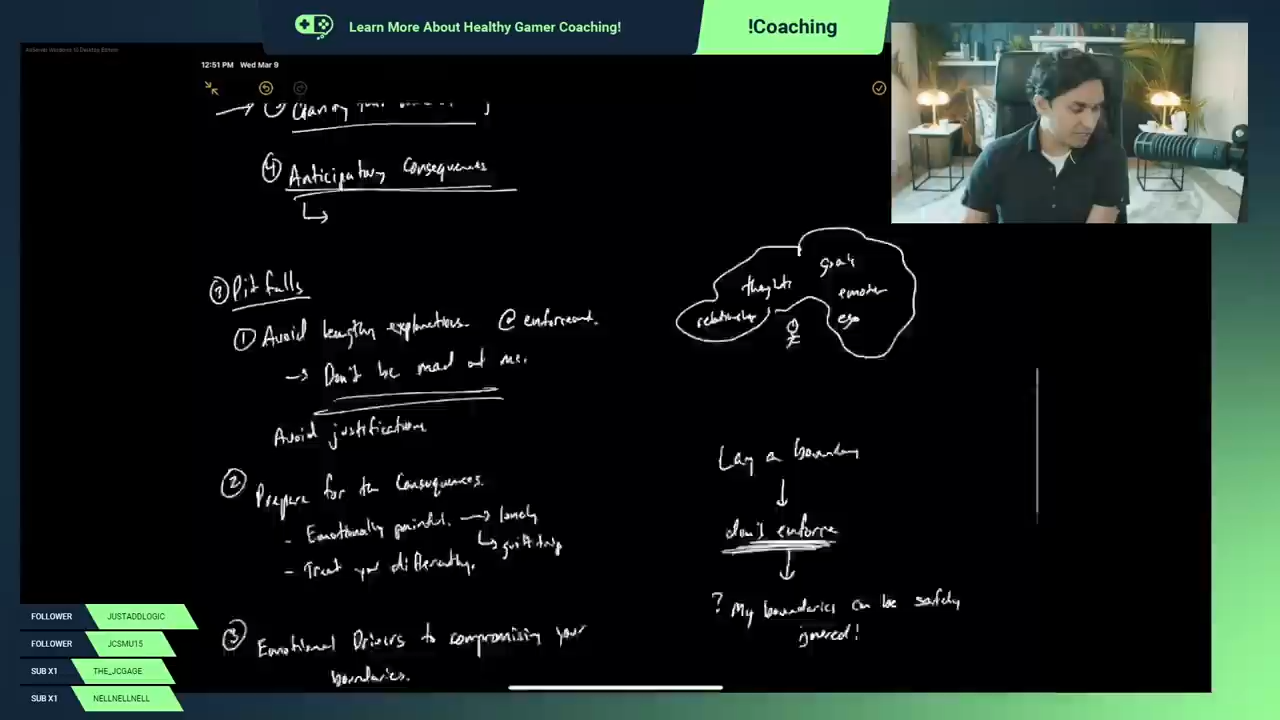 Learn More About Healthy Gamer Coaching!
!Coaching
12:51 PM Wed Mar 9
④ Anticipatory Consequences
③ Pitfalls
① Avoid lengthy explanations. @ enforcement.
→ Don't be mad at me.
Avoid justification
② Prepare for the Consequences.
- Emotionally painful. → lonely
↳ guilt trip
- Treat you differently.
③ Emotional Drivers to compromising your
boundaries.
thoughts
goals
emotion
ego
relationships
Lay a boundary
↓
don't enforce
↓
? My boundaries can be safely
ignored!
FOLLOWER JUSTADDLOGIC
FOLLOWER JCSMU15
SUB X1 THE_JCGAGE
SUB X1 NELLNELLNELL